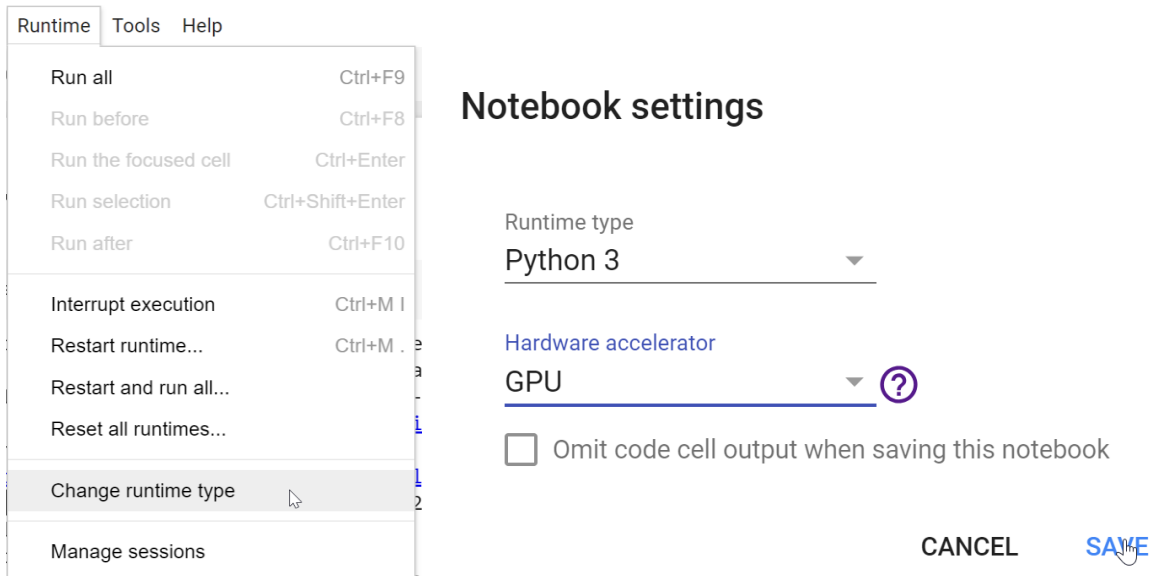 Runtime Tools Help
Run all Ctrl+F9
Run before Ctrl+F8
Run the focused cell Ctrl+Enter
Run selection Ctrl+Shift+Enter
Run after Ctrl+F10
Interrupt execution Ctrl+M I
Restart runtime... Ctrl+M .
Restart and run all...
Reset all runtimes...
Change runtime type
Manage sessions
Notebook settings
Runtime type
Python 3
Hardware accelerator
GPU ?
Omit code cell output when saving this notebook
CANCEL SAVE